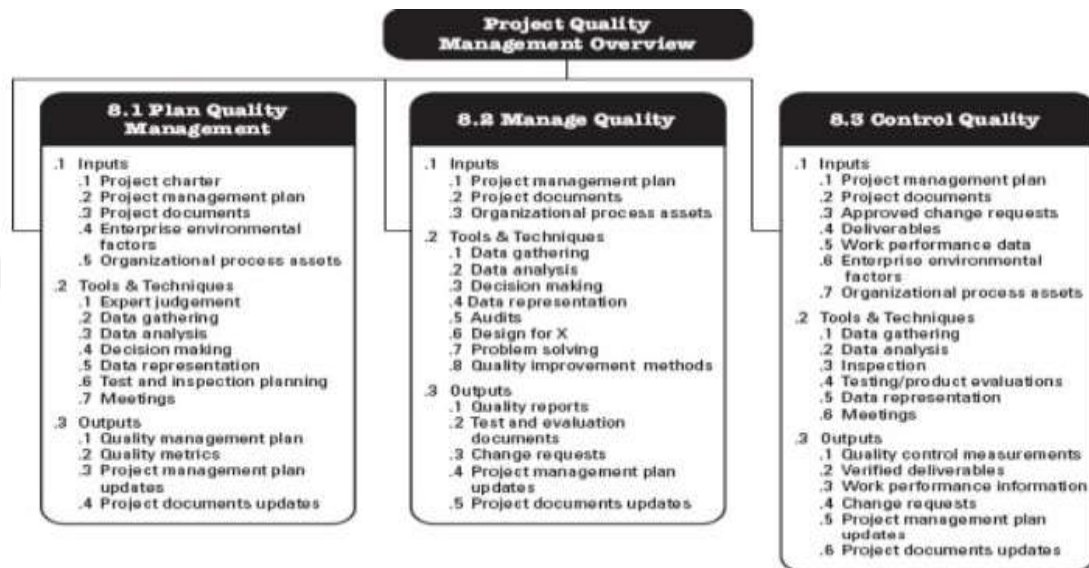 Project Quality
Management Overview
8.1 Plan Quality
Management
.1 Inputs
.1 Project charter
.2 Project management plan
.3 Project documents
.4 Enterprise environmental
factors
.5 Organizational process assets
.2 Tools & Techniques
.1 Expert judgement
.2 Data gathering
.3 Data analysis
.4 Decision making
.5 Data representation
.6 Test and inspection planning
.7 Meetings
.3 Outputs
.1 Quality management plan
.2 Quality metrics
.3 Project management plan
updates
.4 Project documents updates
8.2 Manage Quality
.1 Inputs
.1 Project management plan
.2 Project documents
.3 Organizational process assets
.2 Tools & Techniques
.1 Data gathering
.2 Data analysis
.3 Decision making
.4 Data representation
.5 Audits
.6 Design for X
.7 Problem solving
.8 Quality improvement methods
.3 Outputs
.1 Quality reports
.2 Test and evaluation
documents
.3 Change requests
.4 Project management plan
updates
.5 Project documents updates
8.3 Control Quality
.1 Inputs
.1 Project management plan
.2 Project documents
.3 Approved change requests
.4 Deliverables
.5 Work performance data
.6 Enterprise environmental
factors
.7 Organizational process assets
.2 Tools & Techniques
.1 Data gathering
.2 Data analysis
.3 Inspection
.4 Testing/product evaluations
.5 Data representation
.6 Meetings
.3 Outputs
.1 Quality control measurements
.2 Verified deliverables
.3 Work performance information
.4 Change requests
.5 Project management plan
updates
.6 Project documents updates